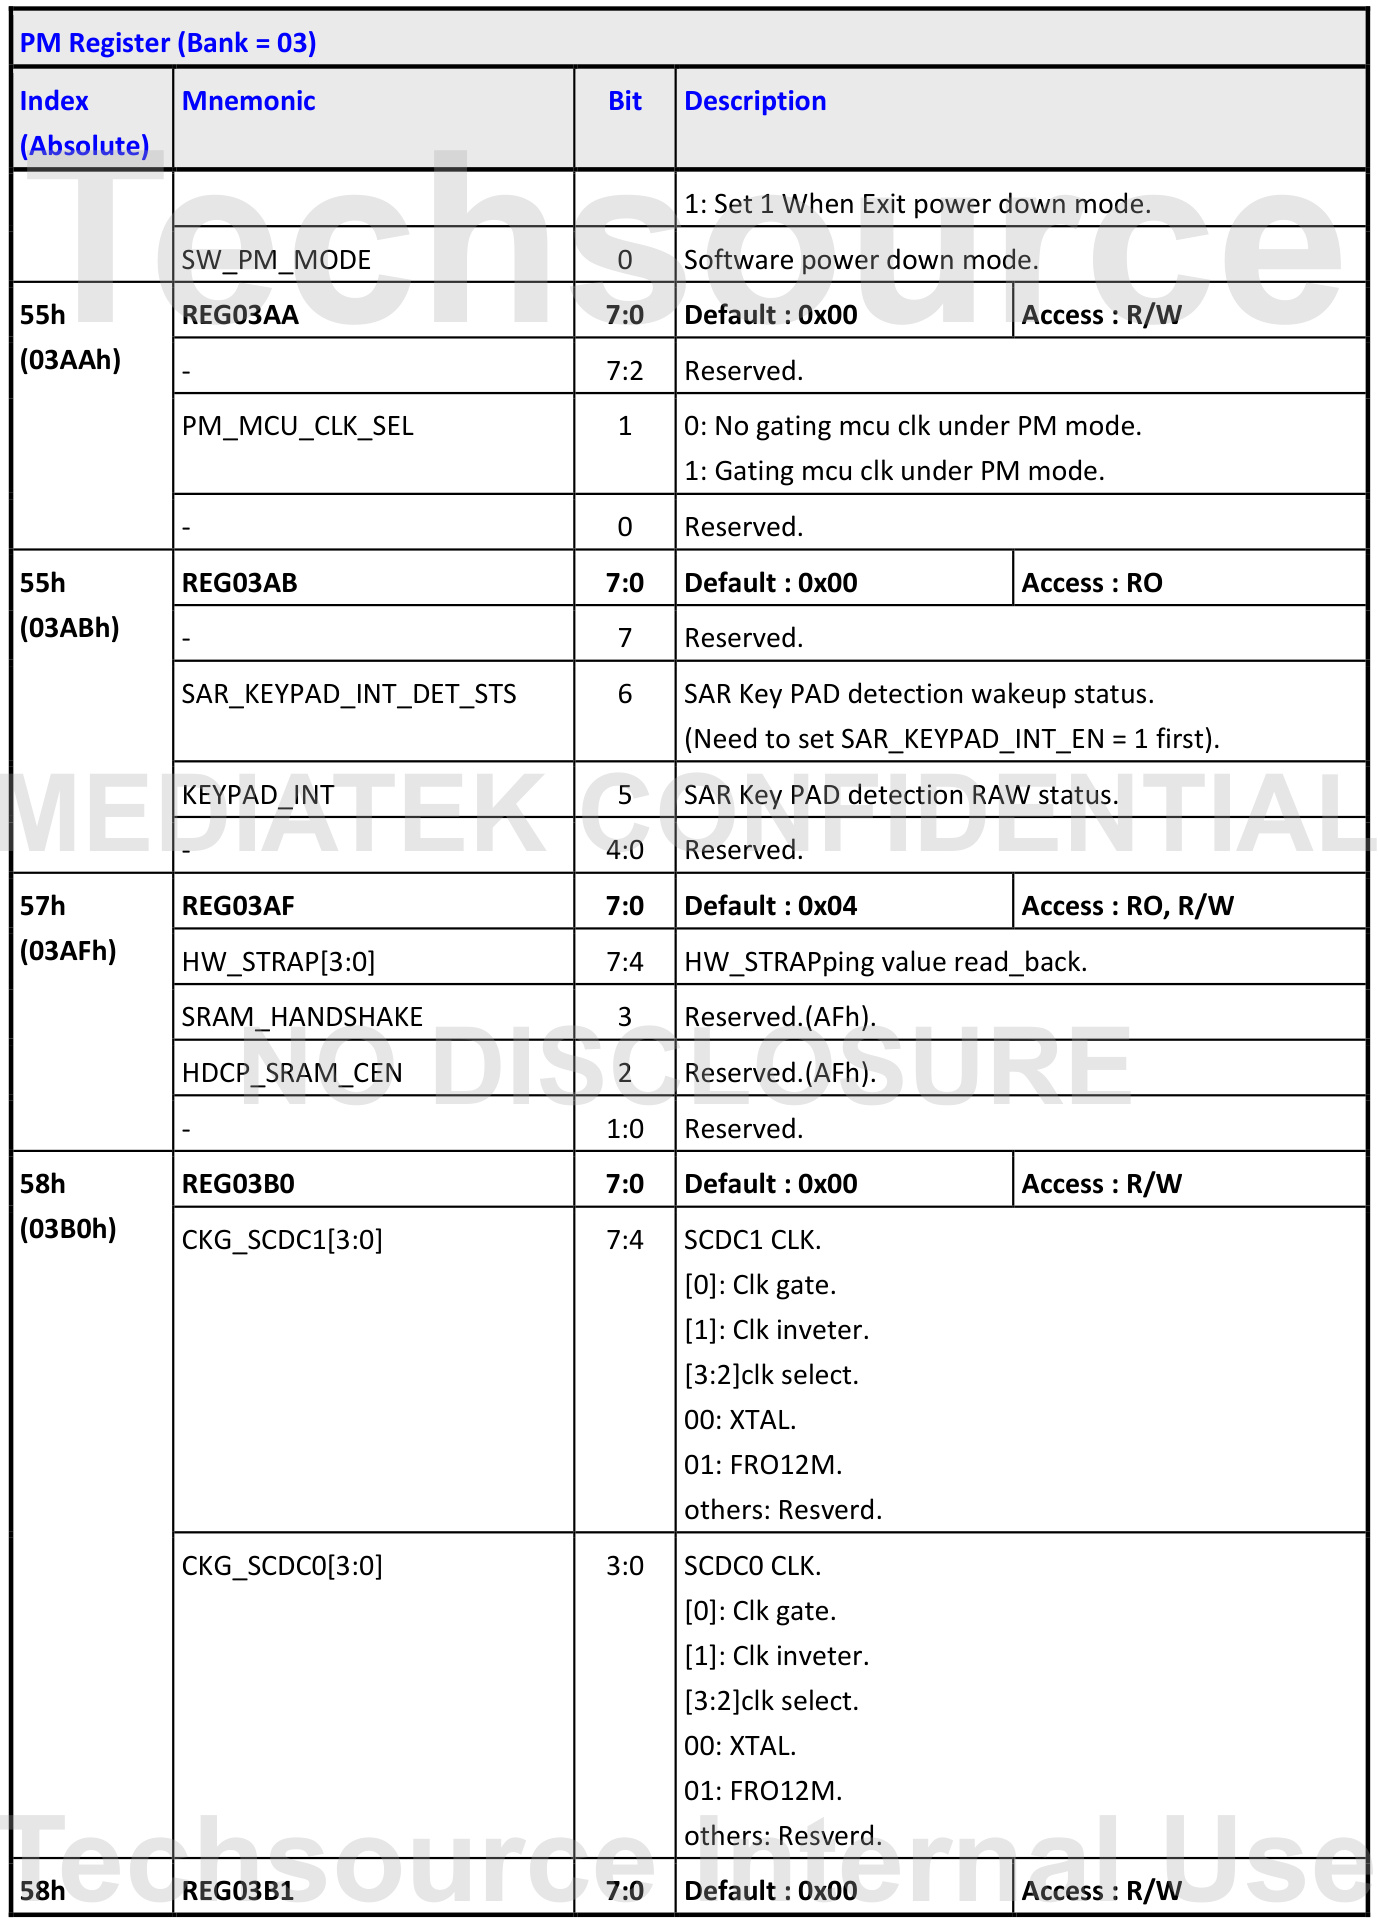 PM Register (Bank = 03)
Index
(Absolute)
Mnemonic
Bit
Description
1: Set 1 When Exit power down mode.
SW_PM_MODE 0 Software power down mode.
55h
(03AAh)
REG03AA 7:0 Default : 0x00 Access : R/W
- 7:2 Reserved.
PM_MCU_CLK_SEL 1 0: No gating mcu clk under PM mode.
1: Gating mcu clk under PM mode.
- 0 Reserved.
55h
(03ABh)
REG03AB 7:0 Default : 0x00 Access : RO
- 7 Reserved.
SAR_KEYPAD_INT_DET_STS 6 SAR Key PAD detection wakeup status.
(Need to set SAR_KEYPAD_INT_EN = 1 first).
KEYPAD_INT 5 SAR Key PAD detection RAW status.
- 4:0 Reserved.
57h
(03AFh)
REG03AF 7:0 Default : 0x04 Access : RO, R/W
HW_STRAP[3:0] 7:4 HW_STRAPping value read_back.
SRAM_HANDSHAKE 3 Reserved.(AFh).
HDCP_SRAM_CEN 2 Reserved.(AFh).
- 1:0 Reserved.
58h
(03B0h)
REG03B0 7:0 Default : 0x00 Access : R/W
CKG_SCDC1[3:0] 7:4 SCDC1 CLK.
[0]: Clk gate.
[1]: Clk inveter.
[3:2]clk select.
00: XTAL.
01: FRO12M.
others: Resverd.
CKG_SCDC0[3:0] 3:0 SCDC0 CLK.
[0]: Clk gate.
[1]: Clk inveter.
[3:2]clk select.
00: XTAL.
01: FRO12M.
others: Resverd.
58h REG03B1 7:0 Default : 0x00 Access : R/W
Techsource
MEDIATEK CONFIDENTIAL
NO DISCLOSURE
Techsource Internal Use